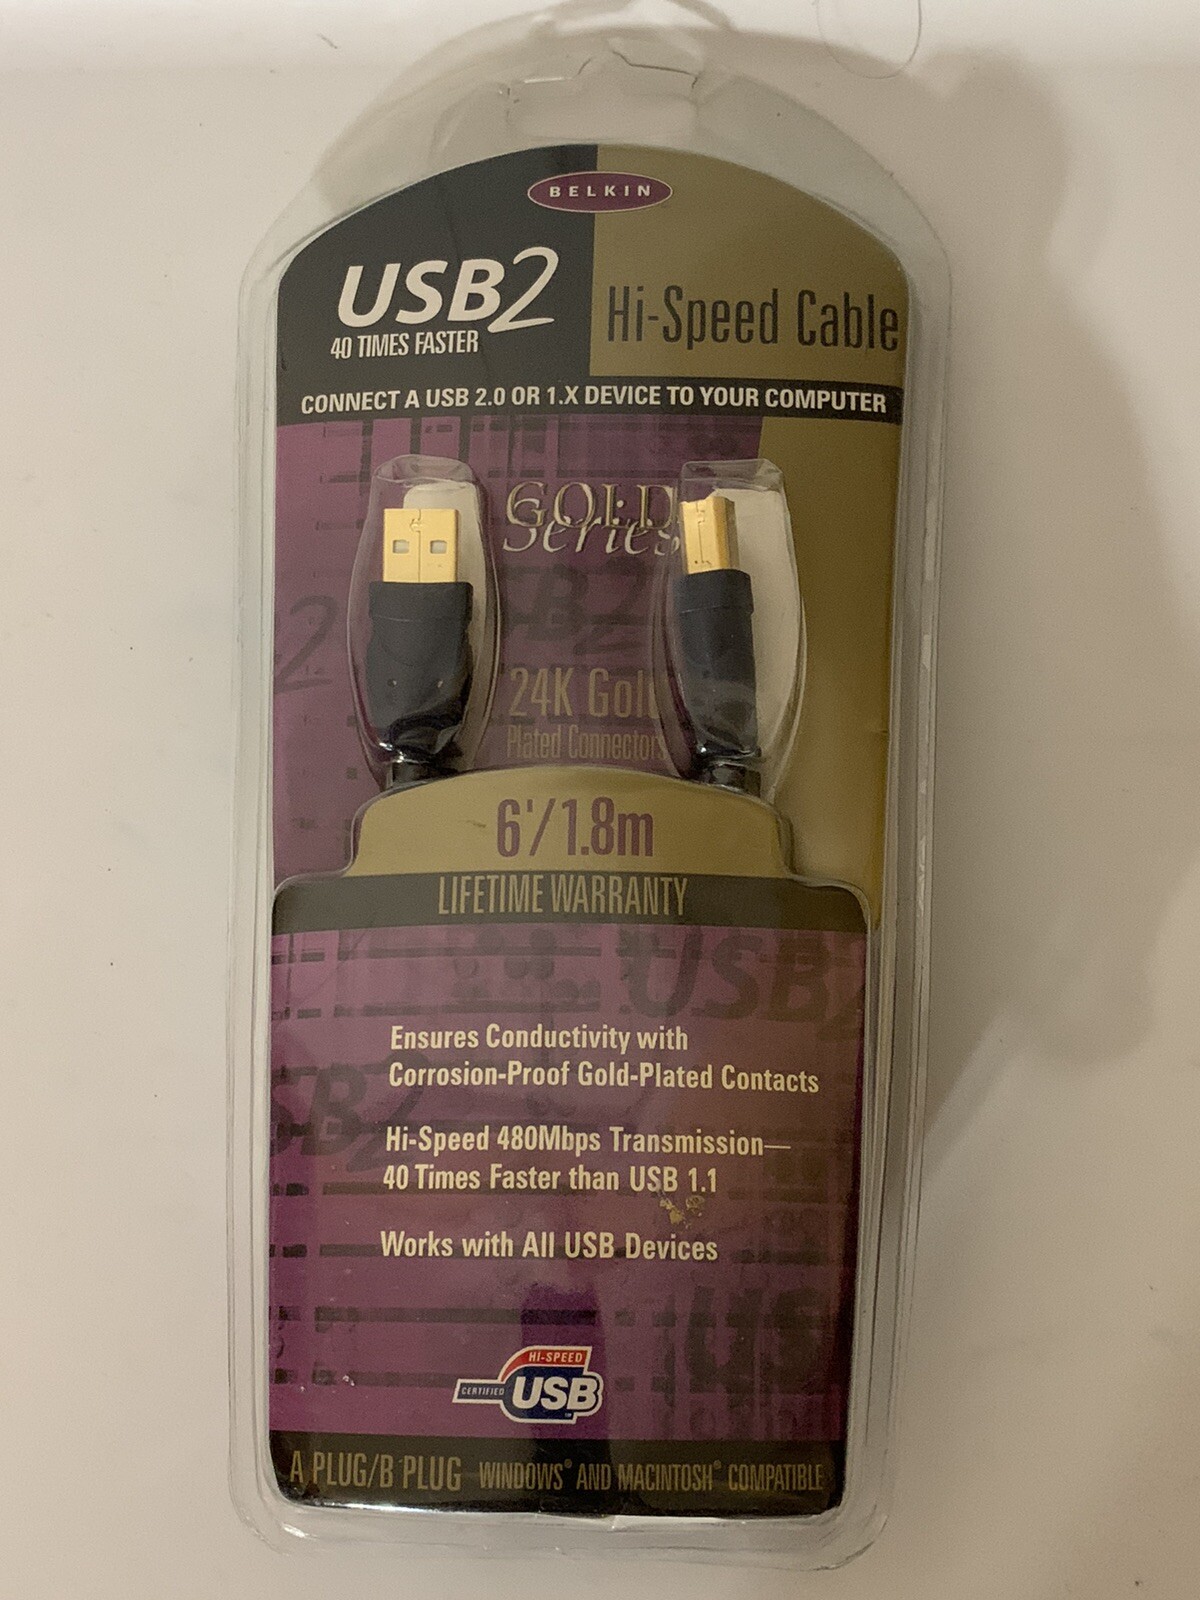 BELKIN
USB2
40 TIMES FASTER
Hi-Speed Cable
CONNECT A USB 2.0 OR 1.X DEVICE TO YOUR COMPUTER
GOLD
Series
24K Gold
Plated Connectors
6'/1.8m
LIFETIME WARRANTY
USB2
Ensures Conductivity with
Corrosion-Proof Gold-Plated Contacts
Hi-Speed 480Mbps Transmission—
40 Times Faster than USB 1.1
Works with All USB Devices
HI-SPEED
CERTIFIED USB
A PLUG/B PLUG WINDOWS® AND MACINTOSH® COMPATIBLE